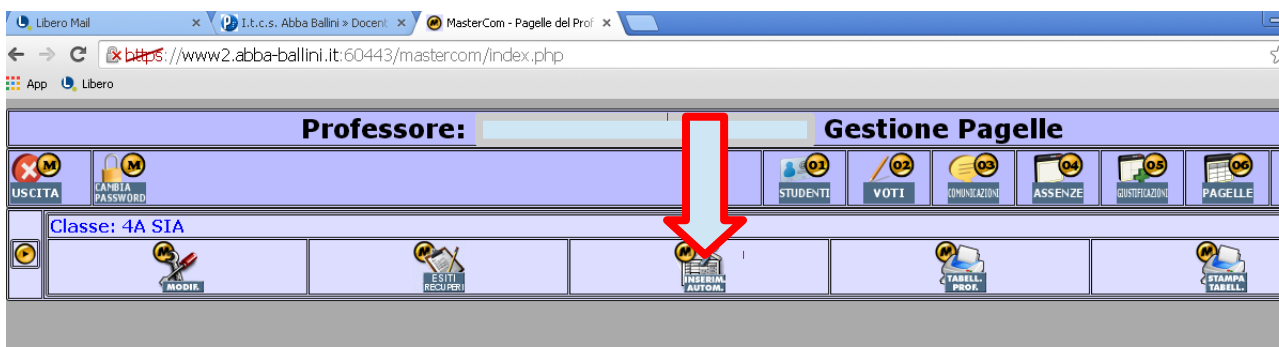 Libero Mail
I.t.c.s. Abba Ballini » Docent
MasterCom - Pagelle del Prof
https://www2.abba-ballini.it:60443/mastercom/index.php
App
Libero
Professore: Gestione Pagelle
M
USCITA
M
CAMBIA
PASSWORD
01
STUDENTI
02
VOTI
03
COMUNICAZIONI
04
ASSENZE
05
GIUSTIFICAZIONI
06
PAGELLE
Classe: 4A SIA
M
MODIF.
M
ESITI
RECUPERI
M
INSERIM.
AUTOM.
M
TABELL.
PROF.
M
STAMPA
TABELL.